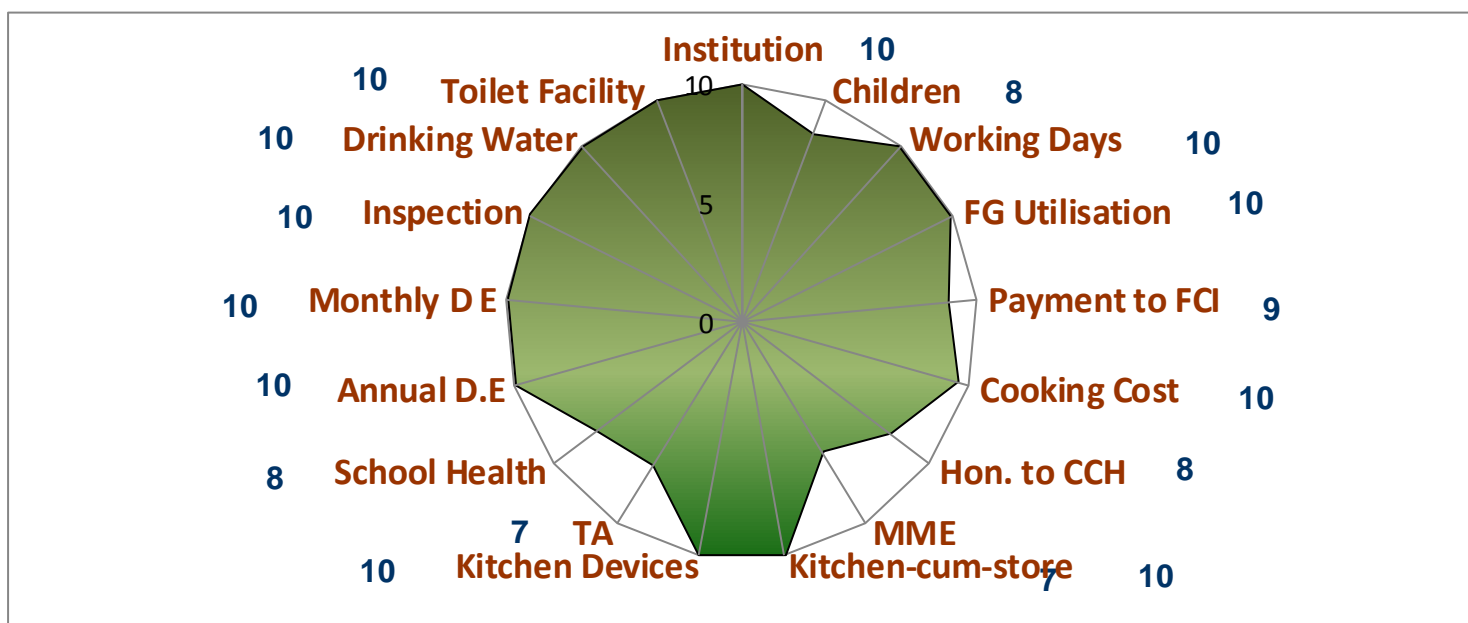 Institution 10
10 Toilet Facility 10 Children 8
10 Drinking Water Working Days 10
10 Inspection 5 FG Utilisation 10
10 Monthly D E 0 Payment to FCI 9
10 Annual D.E Cooking Cost 10
8 School Health Hon. to CCH 8
7 TA MME
10 Kitchen Devices Kitchen-cum-store 7 10